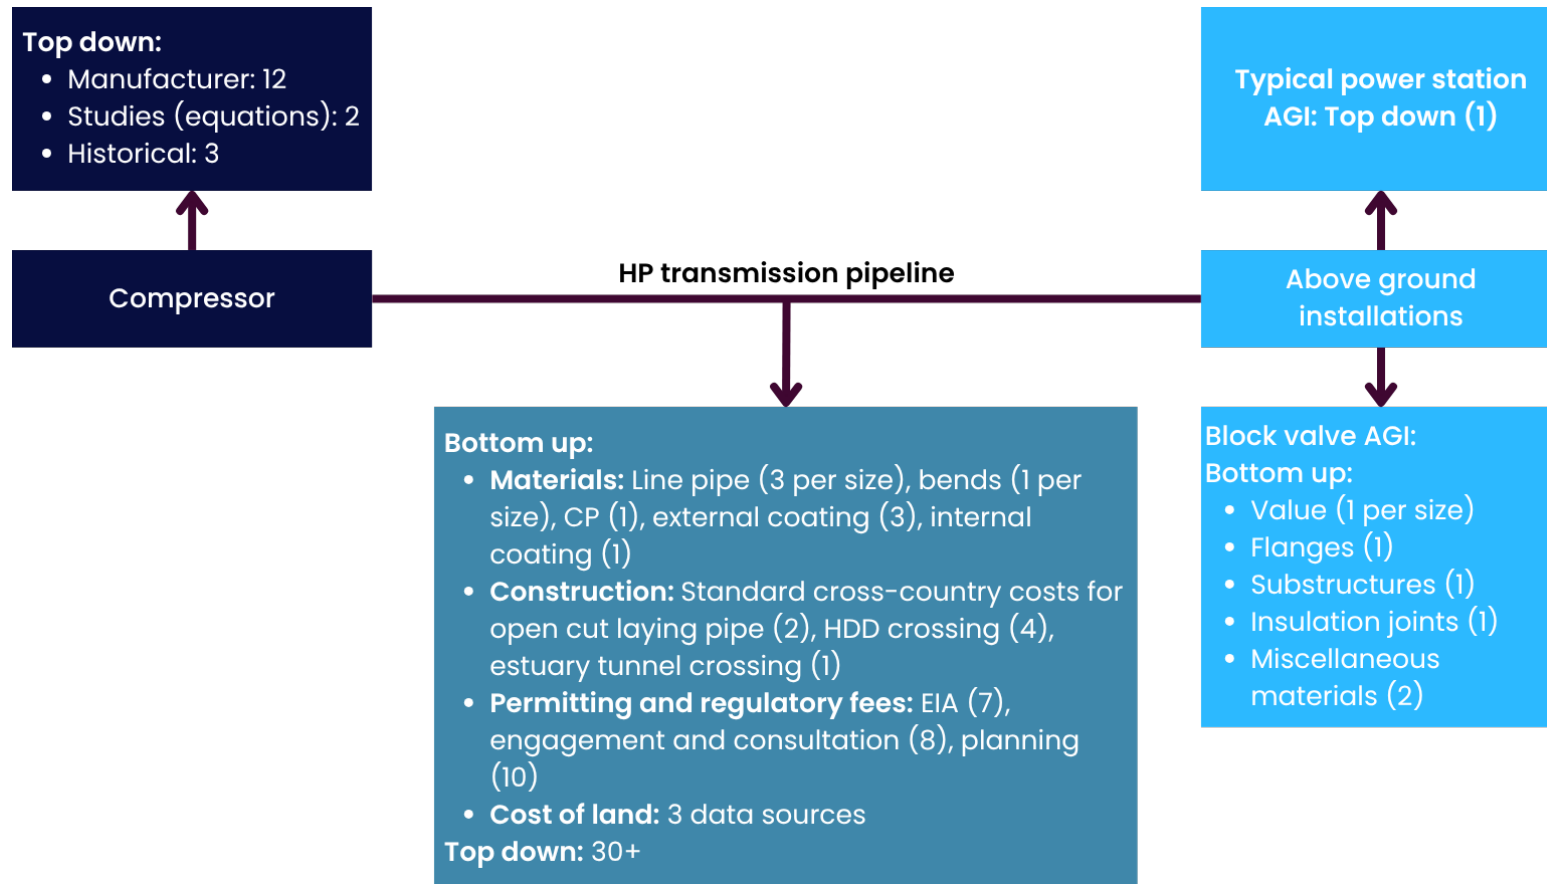 Top down:
• Manufacturer: 12
• Studies (equations): 2
• Historical: 3
Compressor
HP transmission pipeline
Typical power station
AGI: Top down (1)
Above ground
installations
Bottom up:
• Materials: Line pipe (3 per size), bends (1 per
size), CP (1), external coating (3), internal
coating (1)
• Construction: Standard cross-country costs for
open cut laying pipe (2), HDD crossing (4),
estuary tunnel crossing (1)
• Permitting and regulatory fees: EIA (7),
engagement and consultation (8), planning
(10)
• Cost of land: 3 data sources
Top down: 30+
Block valve AGI:
Bottom up:
• Value (1 per size)
• Flanges (1)
• Substructures (1)
• Insulation joints (1)
• Miscellaneous
materials (2)